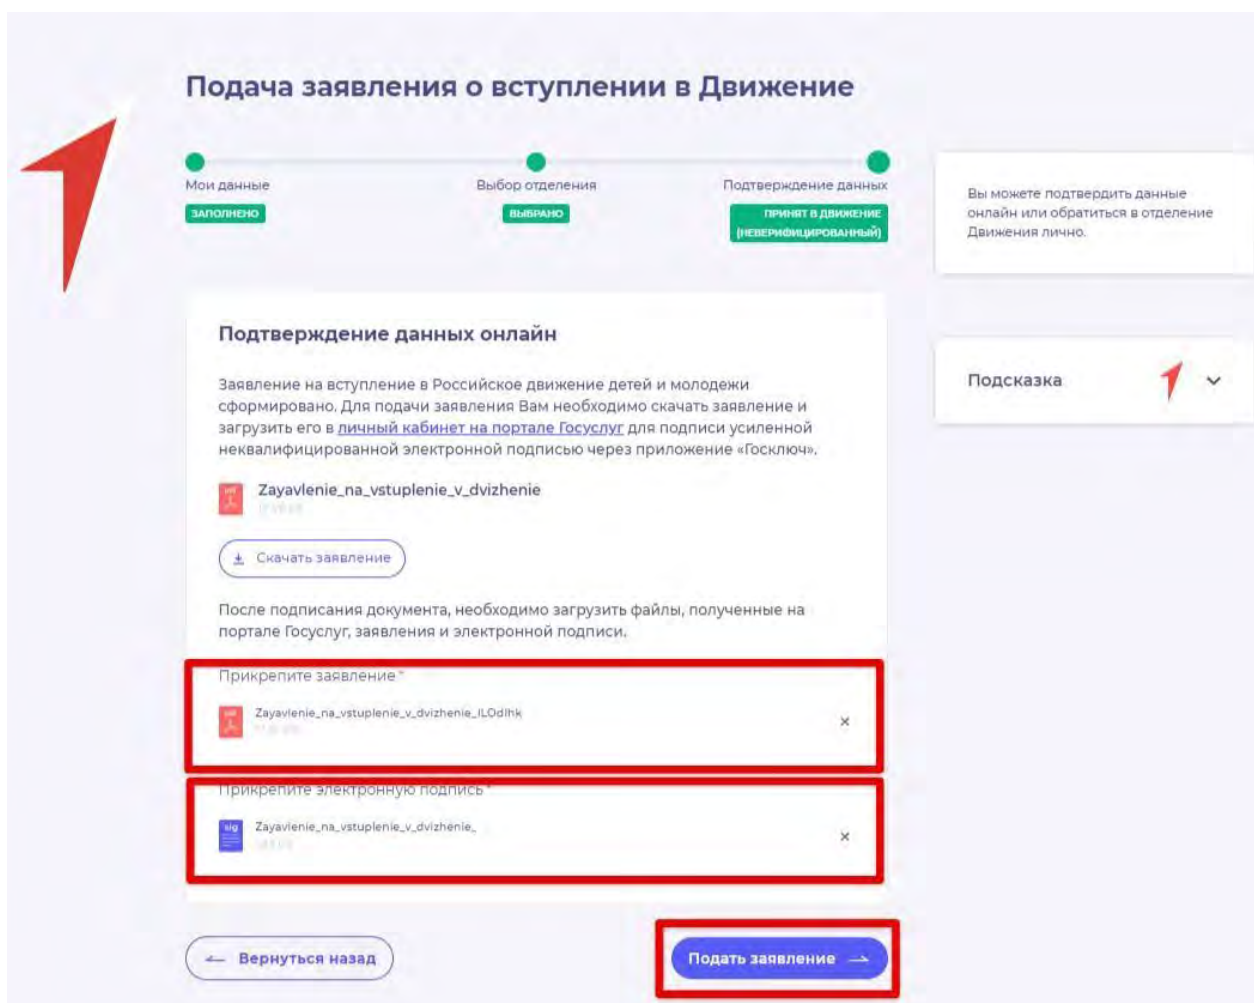 Подача заявления о вступлении в Движение
Мои данные
ЗАПОЛНЕНО
Выбор отделения
ВЫБРАНО
Подтверждение данных
ПРИНЯТ В ДВИЖЕНИЕ
(НЕВЕРИФИЦИРОВАННЫЙ)
Вы можете подтвердить данные
онлайн или обратиться в отделение
Движения лично.
Подсказка
Подтверждение данных онлайн
Заявление на вступление в Российское движение детей и молодежи
сформировано. Для подачи заявления Вам необходимо скачать заявление и
загрузить его в личный кабинет на портале Госуслуг для подписи усиленной
неквалифицированной электронной подписью через приложение «Госключ».
Zayavlenie_na_vstuplenie_v_dvizhenie
Скачать заявление
После подписания документа, необходимо загрузить файлы, полученные на
портале Госуслуг, заявления и электронной подписи.
Прикрепите заявление*
Прикрепите электронную подпись*
sig
Zayavlenie_na_vstuplenie_v_dvizhenie_
Вернуться назад
Подать заявление